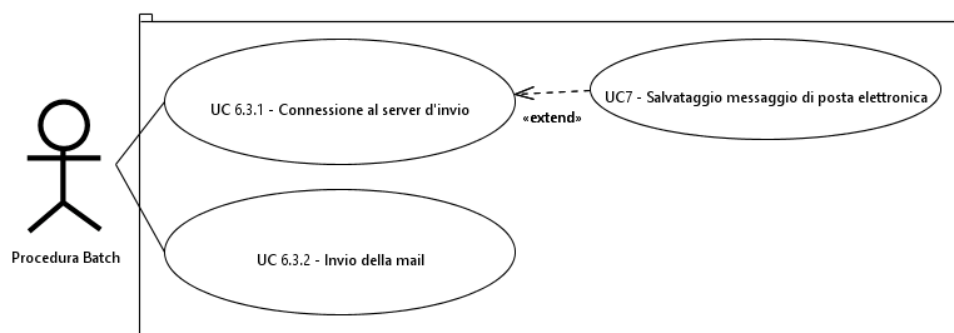 UC 6.3.1 - Connessione al server d'invio
UC7 - Salvataggio messaggio di posta elettronica
«extend»
Procedura Batch
UC 6.3.2 - Invio della mail